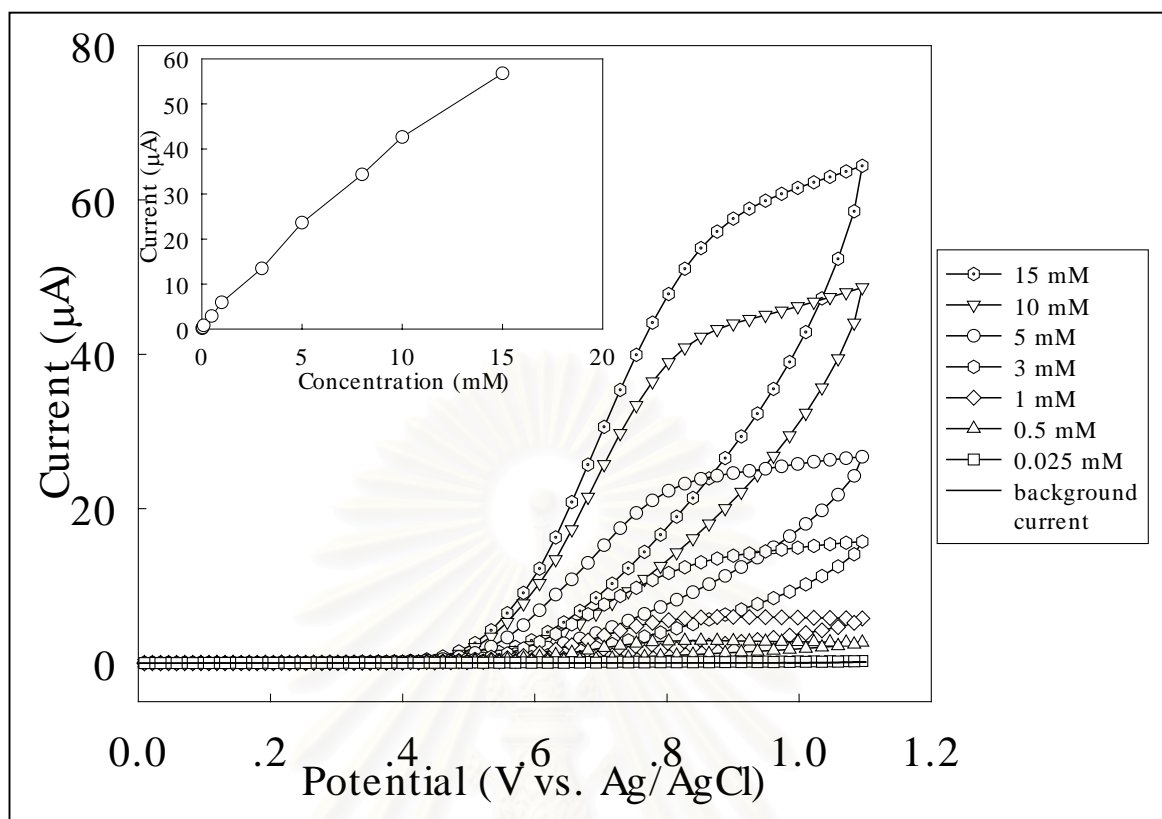 80
60
40
20
0
Current (μA)
0.0 .2 .4 .6 .8 1.0 1.2
Potential (V vs. Ag/AgCl)
60
50
40
30
20
10
0
Current (μA)
0 5 10 15 20
Concentration (mM)
15 mM
10 mM
5 mM
3 mM
1 mM
0.5 mM
0.025 mM
background
current